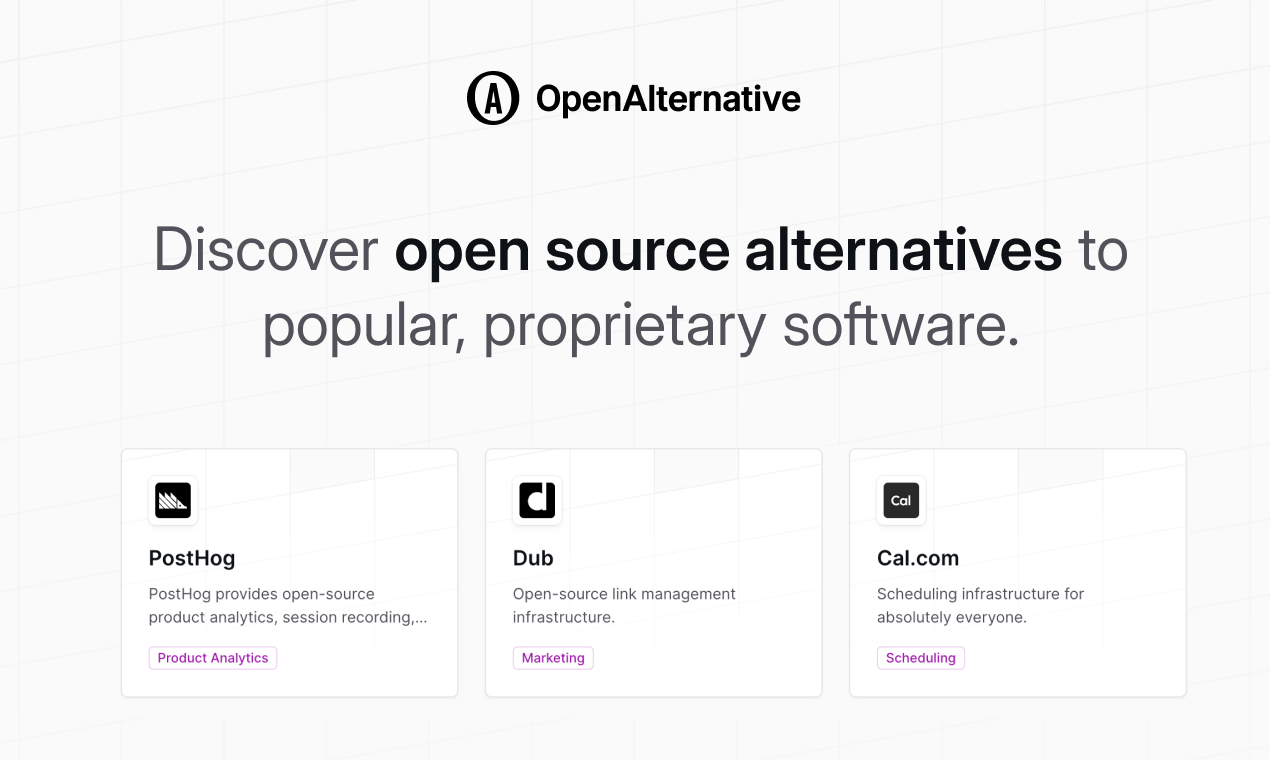 OpenAlternative
Discover open source alternatives to
popular, proprietary software.
PostHog
PostHog provides open-source
product analytics, session recording,...
Product Analytics
Dub
Open-source link management
infrastructure.
Marketing
Cal
Cal.com
Scheduling infrastructure for
absolutely everyone.
Scheduling